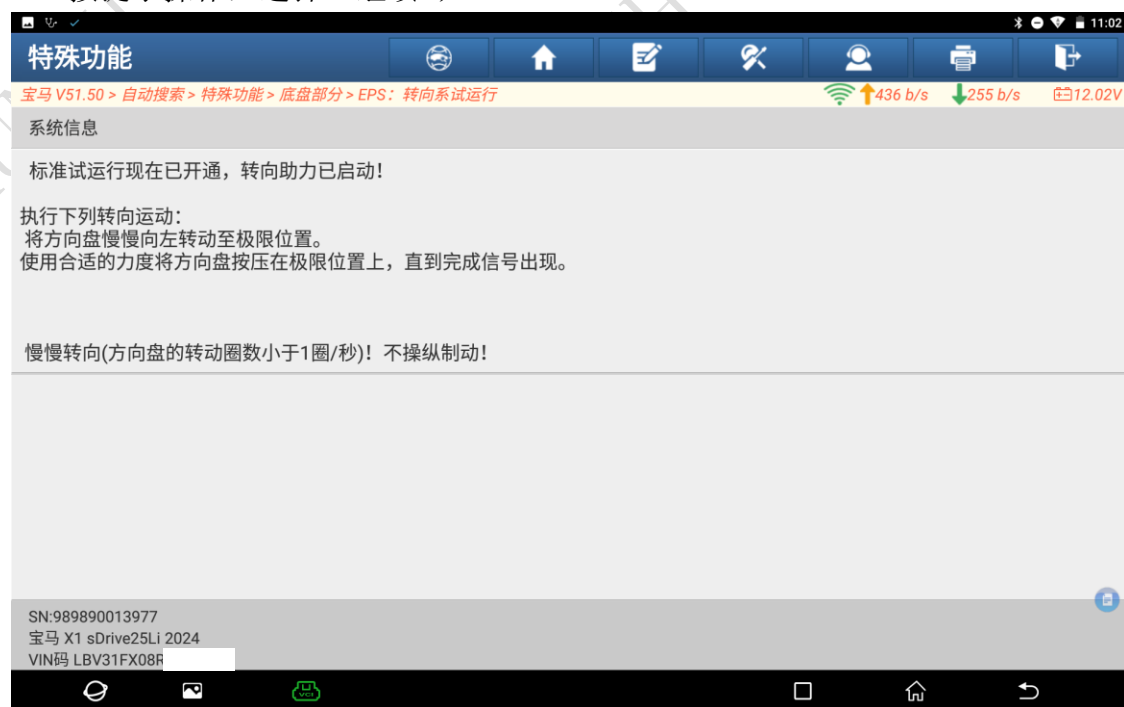 11:02
特殊功能
宝马 V51.50 > 自动搜索 > 特殊功能 > 底盘部分 > EPS：转向系试运行
436 b/s 255 b/s 12.02V
系统信息
标准试运行现在已开通，转向助力已启动！
执行下列转向运动：
将方向盘慢慢向左转动至极限位置。
使用合适的力度将方向盘按压在极限位置上，直到完成信号出现。
慢慢转向(方向盘的转动圈数小于1圈/秒)！不操纵制动！
SN:989890013977
宝马 X1 sDrive25Li 2024
VIN码 LBV31FX08R
VCI